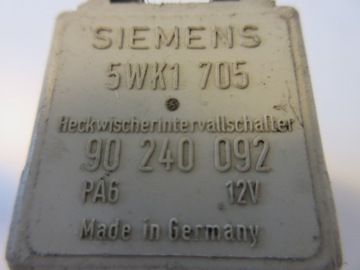 SIEMENS
5WK1 705
Heckwischerintervallschalter
90 240 092
PA6 12V
Made in Germany